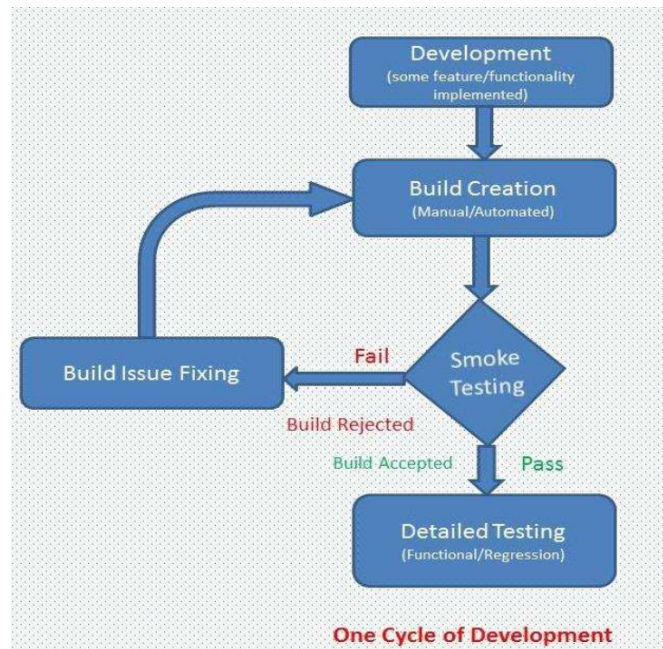 Development
(some feature/functionality
implemented)
Build Creation
(Manual/Automated)
Smoke
Testing
Fail
Build Issue Fixing
Build Rejected
Build Accepted
Pass
Detailed Testing
(Functional/Regression)
One Cycle of Development